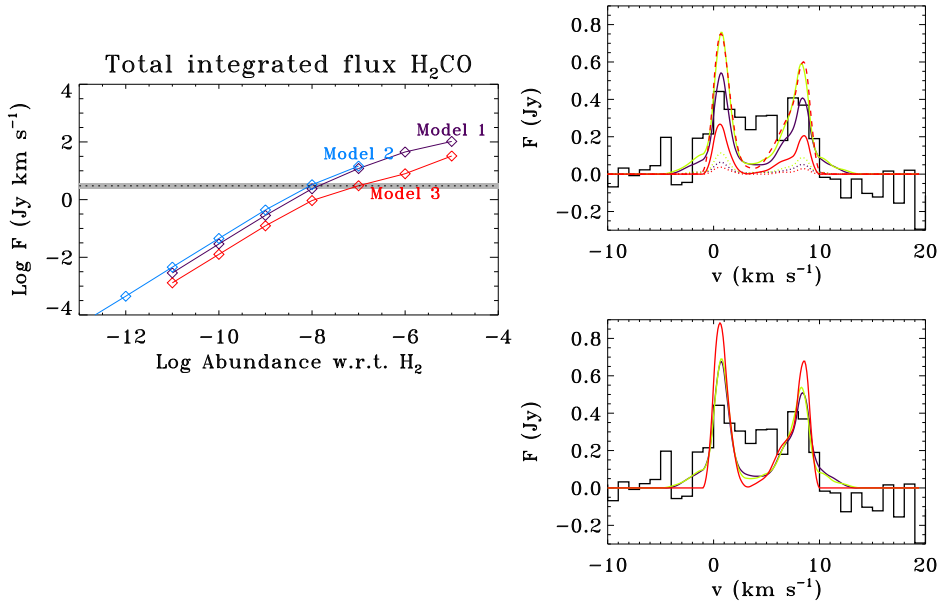 Total integrated flux H₂CO
Log F (Jy km s⁻¹)
4
2
0
−2
−4
Model 1
Model 2
Model 3
−12 −10 −8 −6 −4
Log Abundance w.r.t. H₂
F (Jy)
0.8
0.6
0.4
0.2
0.0
−0.2
−10 0 10 20
v (km s⁻¹)
F (Jy)
0.8
0.6
0.4
0.2
0.0
−0.2
−10 0 10 20
v (km s⁻¹)